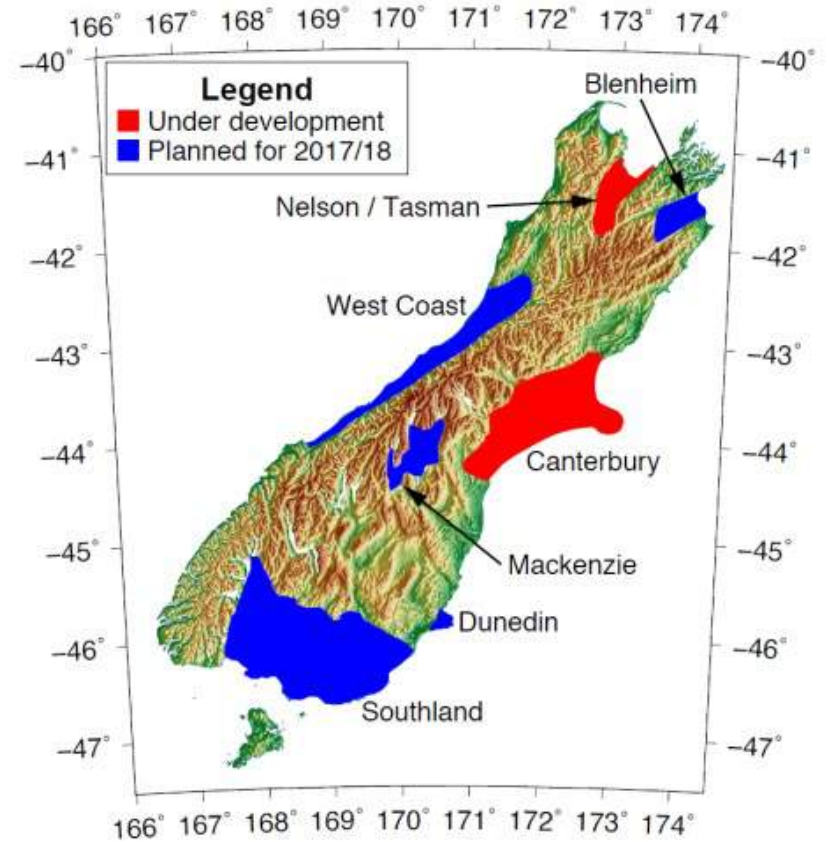 166° 167° 168° 169° 170° 171° 172° 173° 174°
−40° −40°
Legend
Under development
Planned for 2017/18
Blenheim
−41° −41°
Nelson / Tasman
−42° −42°
West Coast
−43° −43°
−44° −44°
Canterbury
−45° −45°
Mackenzie
Dunedin
−46° −46°
Southland
−47° −47°
166° 167° 168° 169° 170° 171° 172° 173° 174°